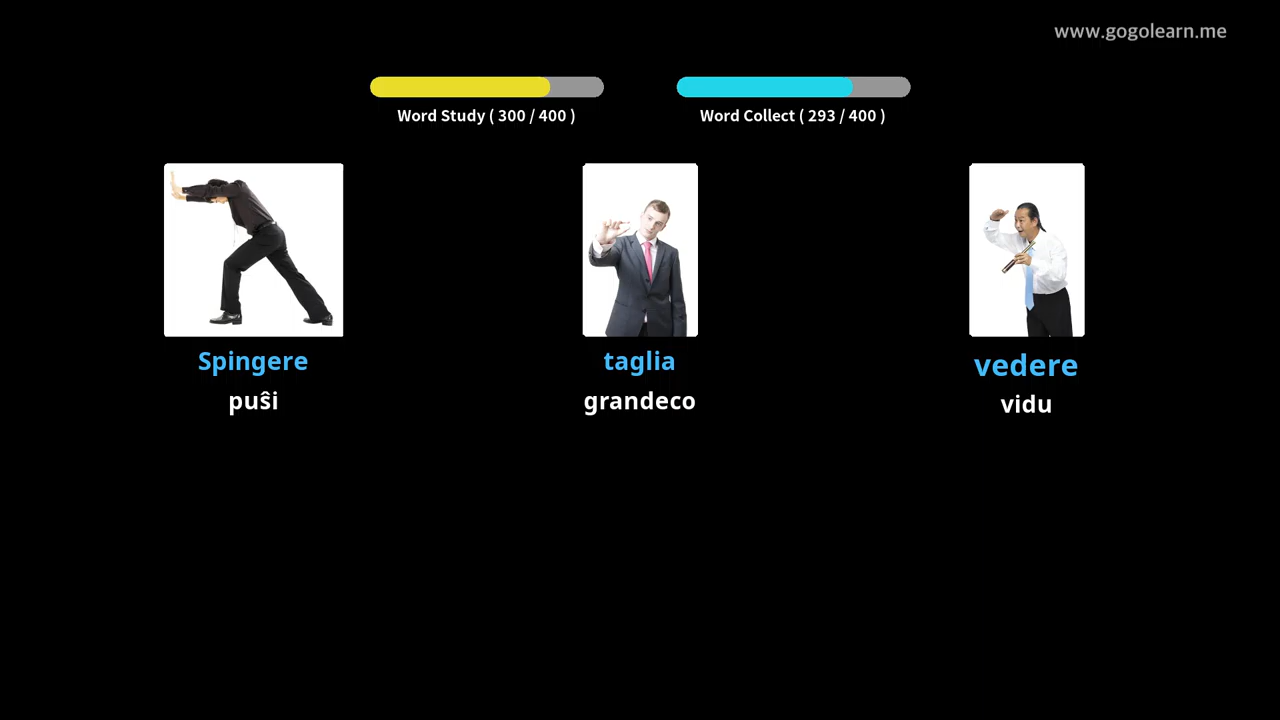 www.gogolearn.me
Word Study ( 300 / 400 )
Word Collect ( 293 / 400 )
Spingere
taglia
vedere
puŝi
grandeco
vidu